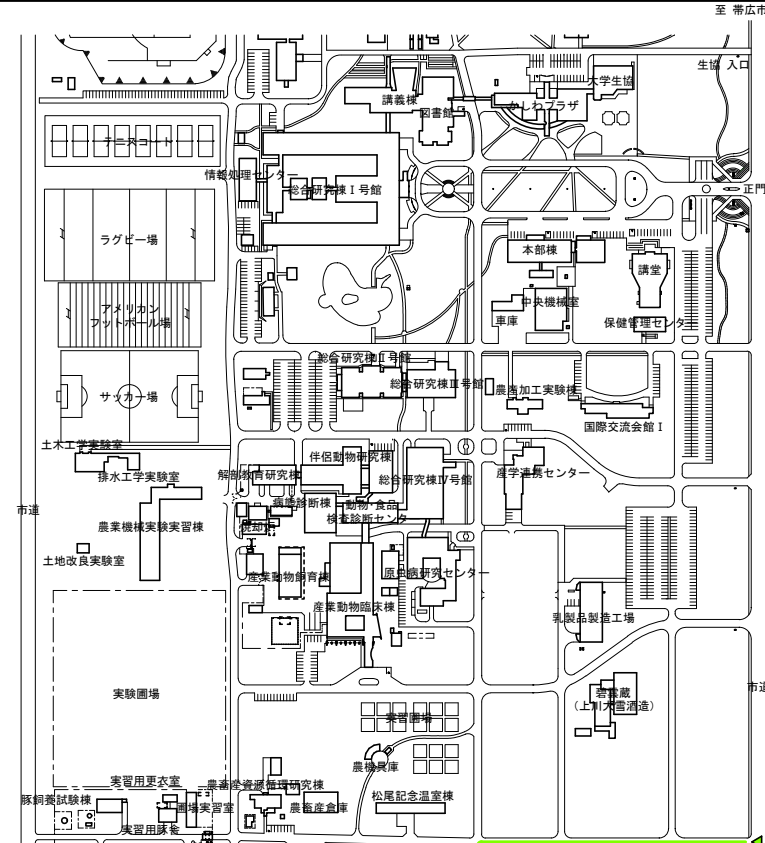 至 帯広市
生協 入口
大学生協
講義棟
かしわプラザ
図書館
テニスコート
情報処理センター
総合研究棟Ⅰ号館
正門
ラグビー場
本部棟
講堂
中央機械室
アメリカン
フットボール場
車庫
保健管理センター
総合研究棟Ⅱ号館
総合研究棟Ⅲ号館
農産加工実験棟
サッカー場
国際交流会館Ⅰ
土木工学実験室
伴侶動物研究棟
排水工学実験室
解剖教育研究棟
総合研究棟Ⅳ号館
産学連携センター
市道
病態診断棟
動物・食品
検査診断センタ
農業機械実験実習棟
焼却炉
土地改良実験室
産業動物飼育棟
原虫病研究センター
産業動物臨床棟
乳製品製造工場
実験圃場
碧雲蔵
（上川大雪酒造）
市道
実習圃場
農機具庫
実習用更衣室
農畜産資源循環研究棟
豚飼養試験棟
圃場実習室
農畜産倉庫
松尾記念温室棟
実習用豚舎